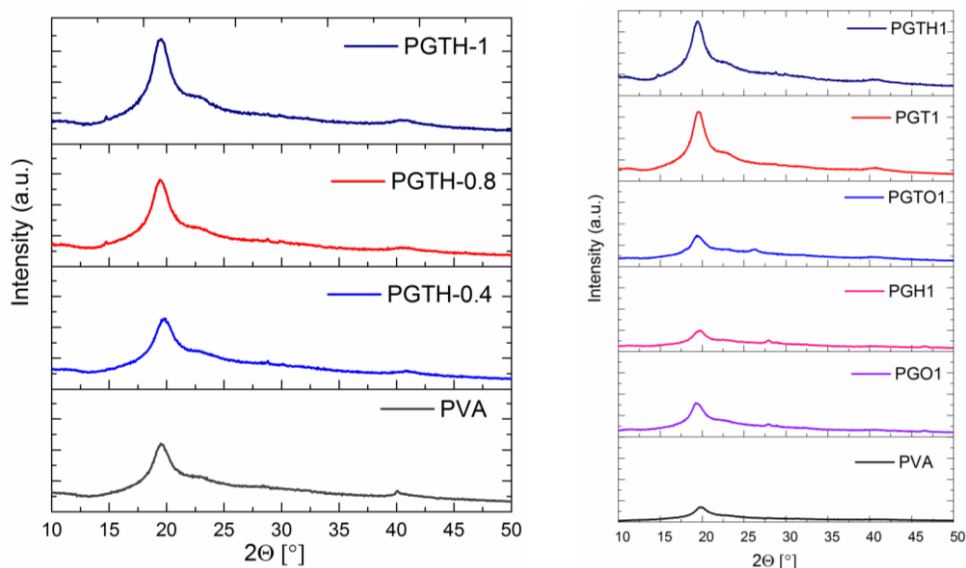 PGTH-1
PGTH-0.8
PGTH-0.4
PVA
Intensity (a.u.)
10 15 20 25 30 35 40 45 50
2Θ [°]
PGTH1
PGT1
PGTO1
PGH1
PGO1
PVA
Intensity (a.u.)
10 15 20 25 30 35 40 45 50
2Θ [°]